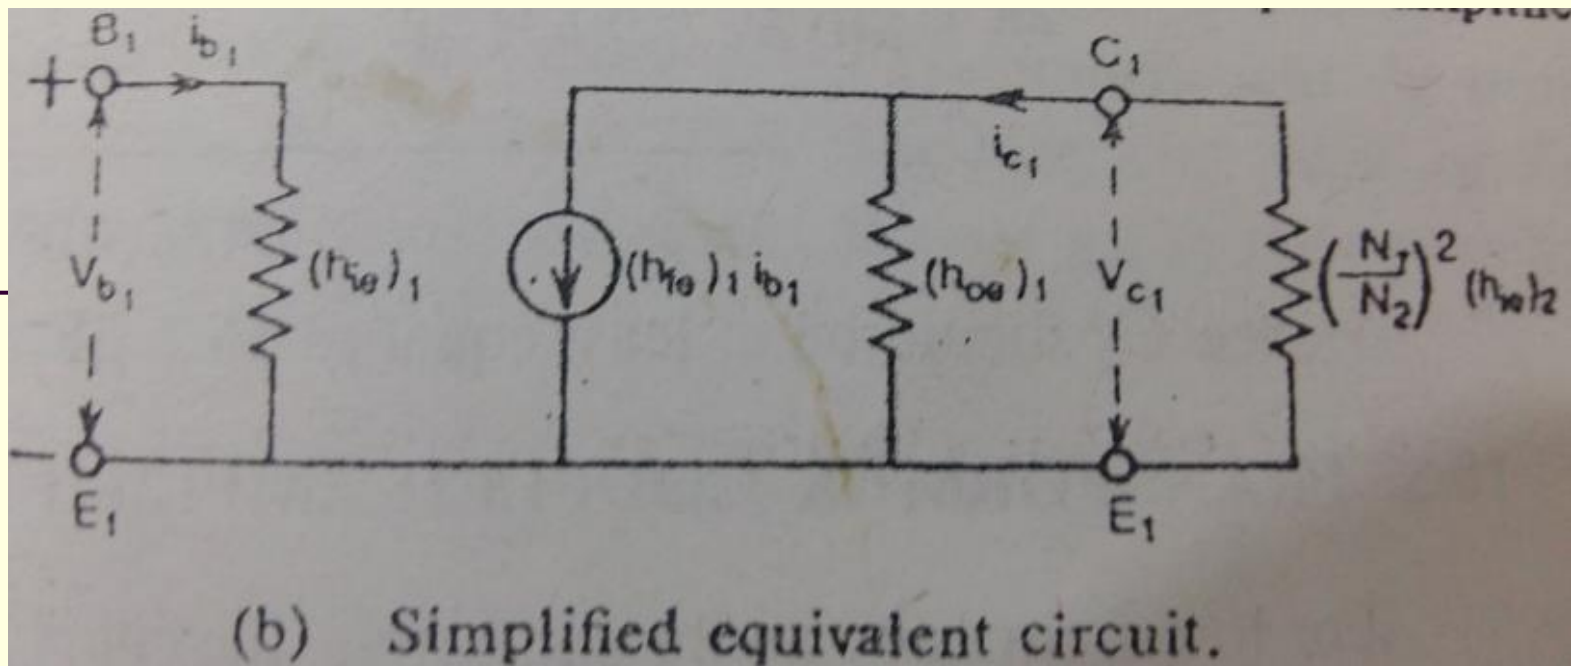 B₁
i_b₁
+
V_b₁
−
E₁
(h_ie)₁
(h_fe)₁ i_b₁
(h_oe)₁
C₁
i_c₁
V_c₁
E₁
(N₁/N₂)² (h_ie)₂
(b) Simplified equivalent circuit.